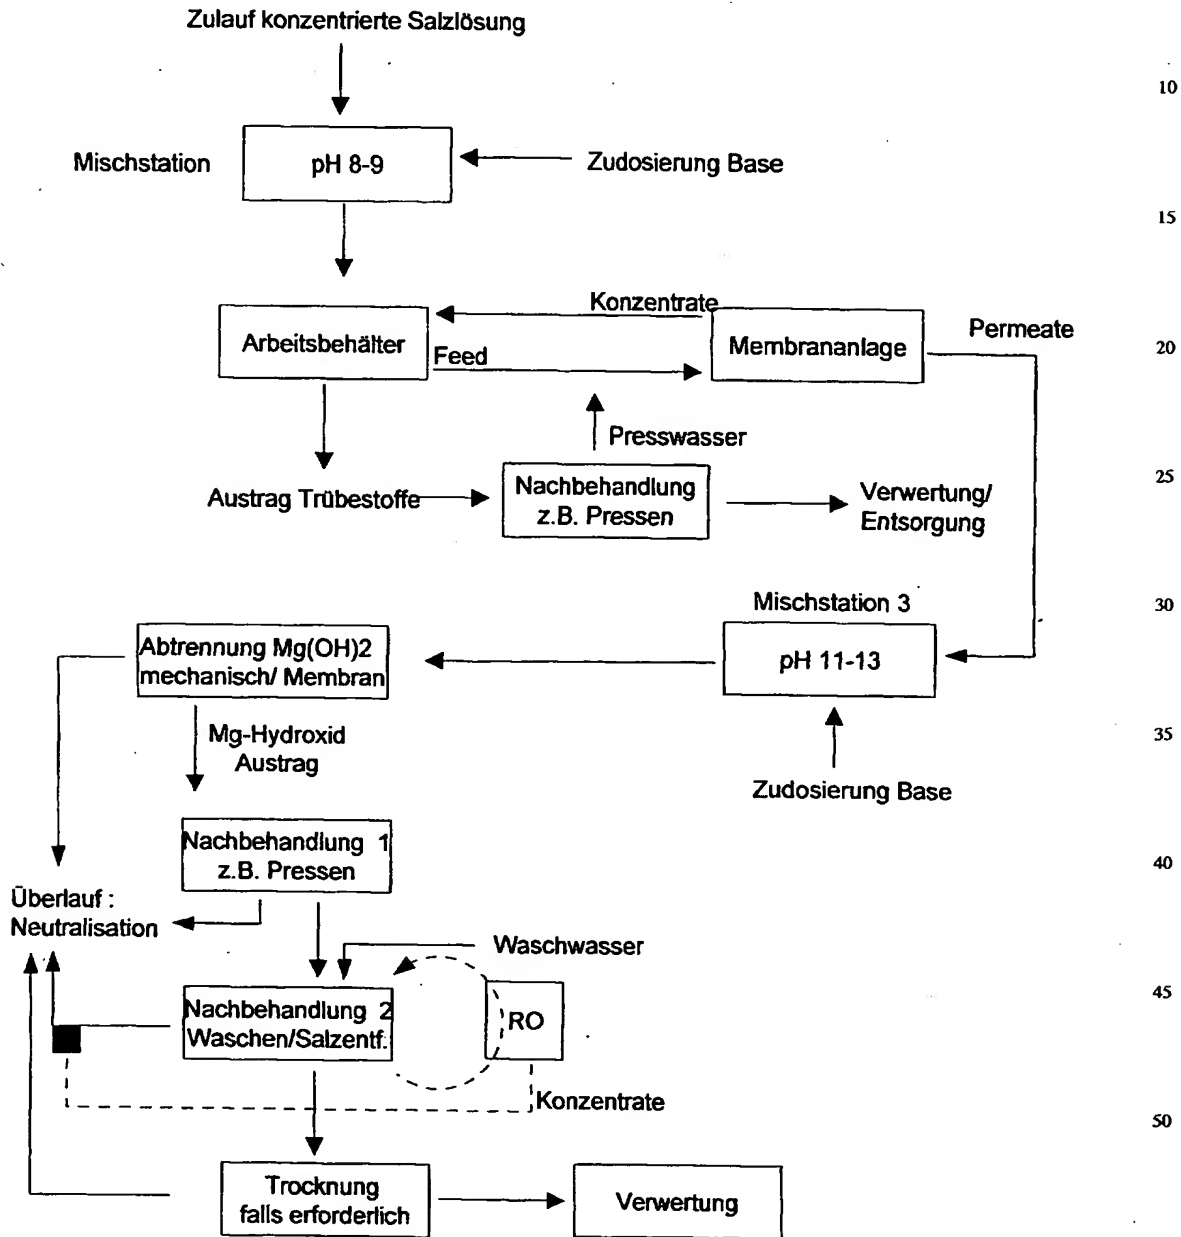 Zulauf konzentrierte Salzlösung
10
Mischstation
pH 8-9
Zudosierung Base
15
Konzentrate
Arbeitsbehälter
Feed
Membrananlage
Permeate
20
Presswasser
Austrag Trübestoffe
Nachbehandlung
z.B. Pressen
Verwertung/
Entsorgung
25
Mischstation 3
30
Abtrennung Mg(OH)2
mechanisch/ Membran
pH 11-13
Mg-Hydroxid
Austrag
35
Zudosierung Base
Nachbehandlung 1
z.B. Pressen
40
Überlauf :
Neutralisation
Waschwasser
Nachbehandlung 2
Waschen/Salzentf.
RO
45
Konzentrate
50
Trocknung
falls erforderlich
Verwertung